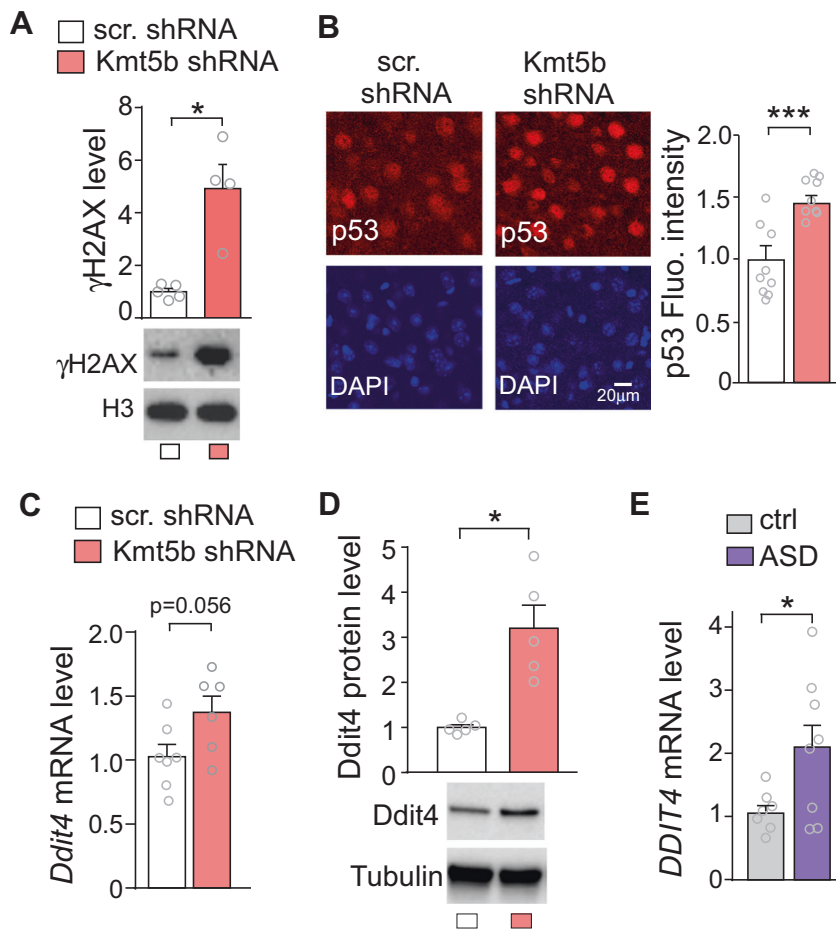 A
scr. shRNA
Kmt5b shRNA
γH2AX level
8
6
4
2
0
*
γH2AX
H3
B
scr.
shRNA
Kmt5b
shRNA
p53
p53
DAPI
DAPI
20μm
p53 Fluo. intensity
2.0
1.5
1.0
0.5
0
***
C
scr. shRNA
Kmt5b shRNA
p=0.056
Ddit4 mRNA level
2.0
1.5
1.0
0.5
0
D
*
Ddit4 protein level
5
4
3
2
1
0
Ddit4
Tubulin
E
ctrl
ASD
*
DDIT4 mRNA level
4
3
2
1
0